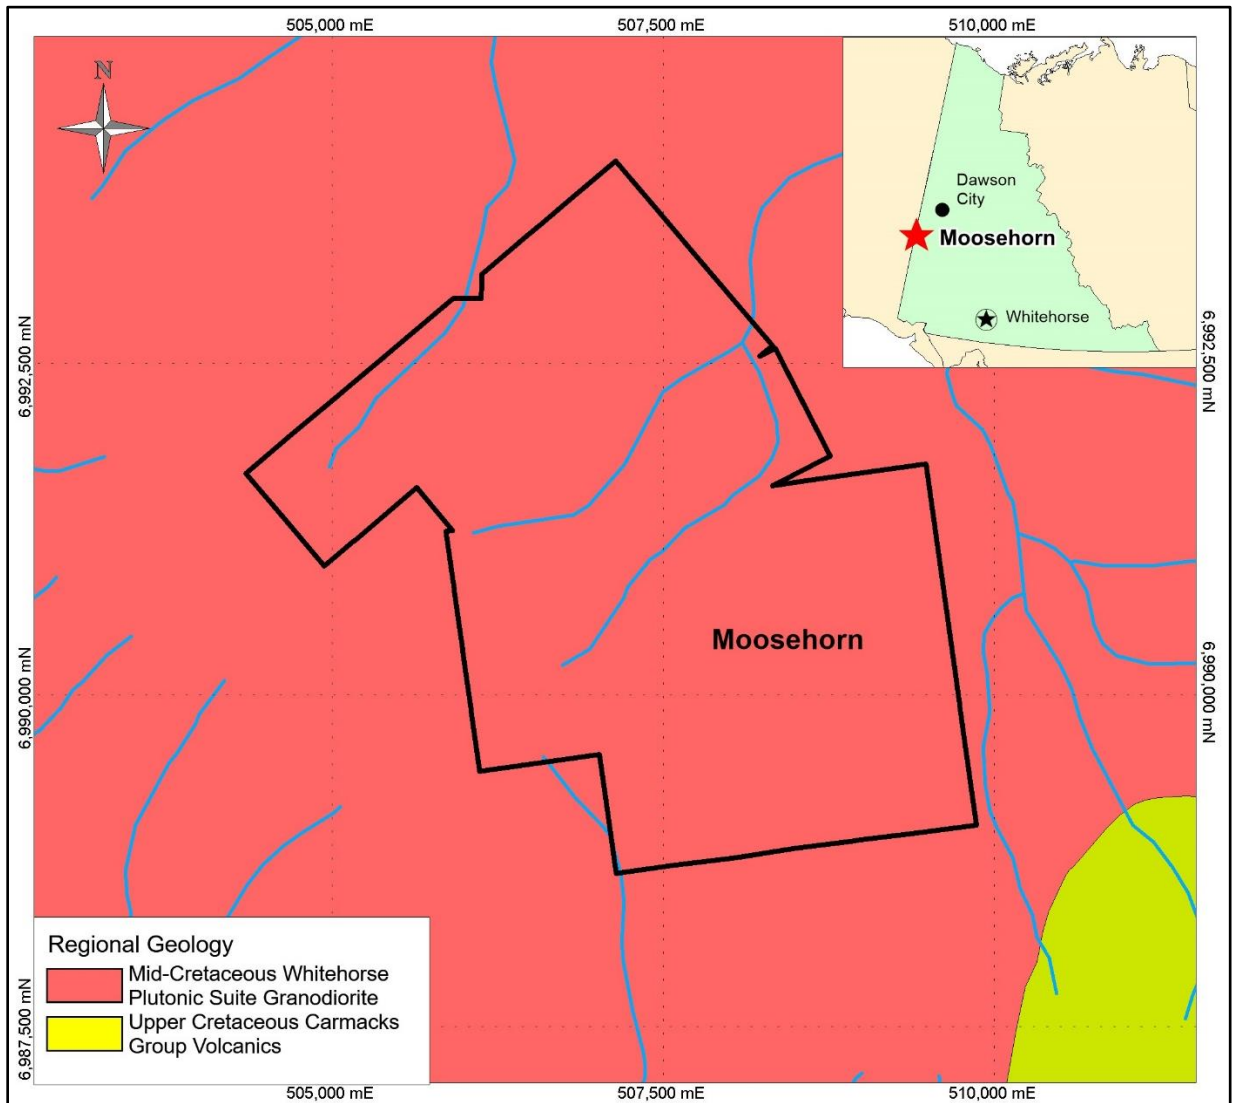 505,000 mE
507,500 mE
510,000 mE
N
Dawson
City
Moosehorn
Whitehorse
6,992,500 mN
6,992,500 mN
Moosehorn
6,990,000 mN
6,990,000 mN
Regional Geology
Mid-Cretaceous Whitehorse
Plutonic Suite Granodiorite
Upper Cretaceous Carmacks
Group Volcanics
6,987,500 mN
505,000 mE
507,500 mE
510,000 mE